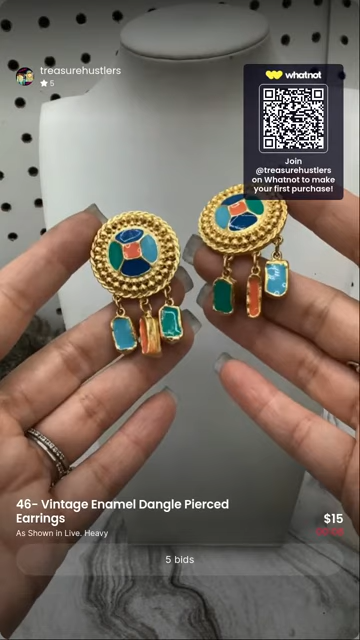 treasurehustlers
★ 5
whatnot
Join
@treasurehustlers
on Whatnot to make
your first purchase!
46- Vintage Enamel Dangle Pierced
Earrings
$15
As Shown in Live. Heavy
5 bids